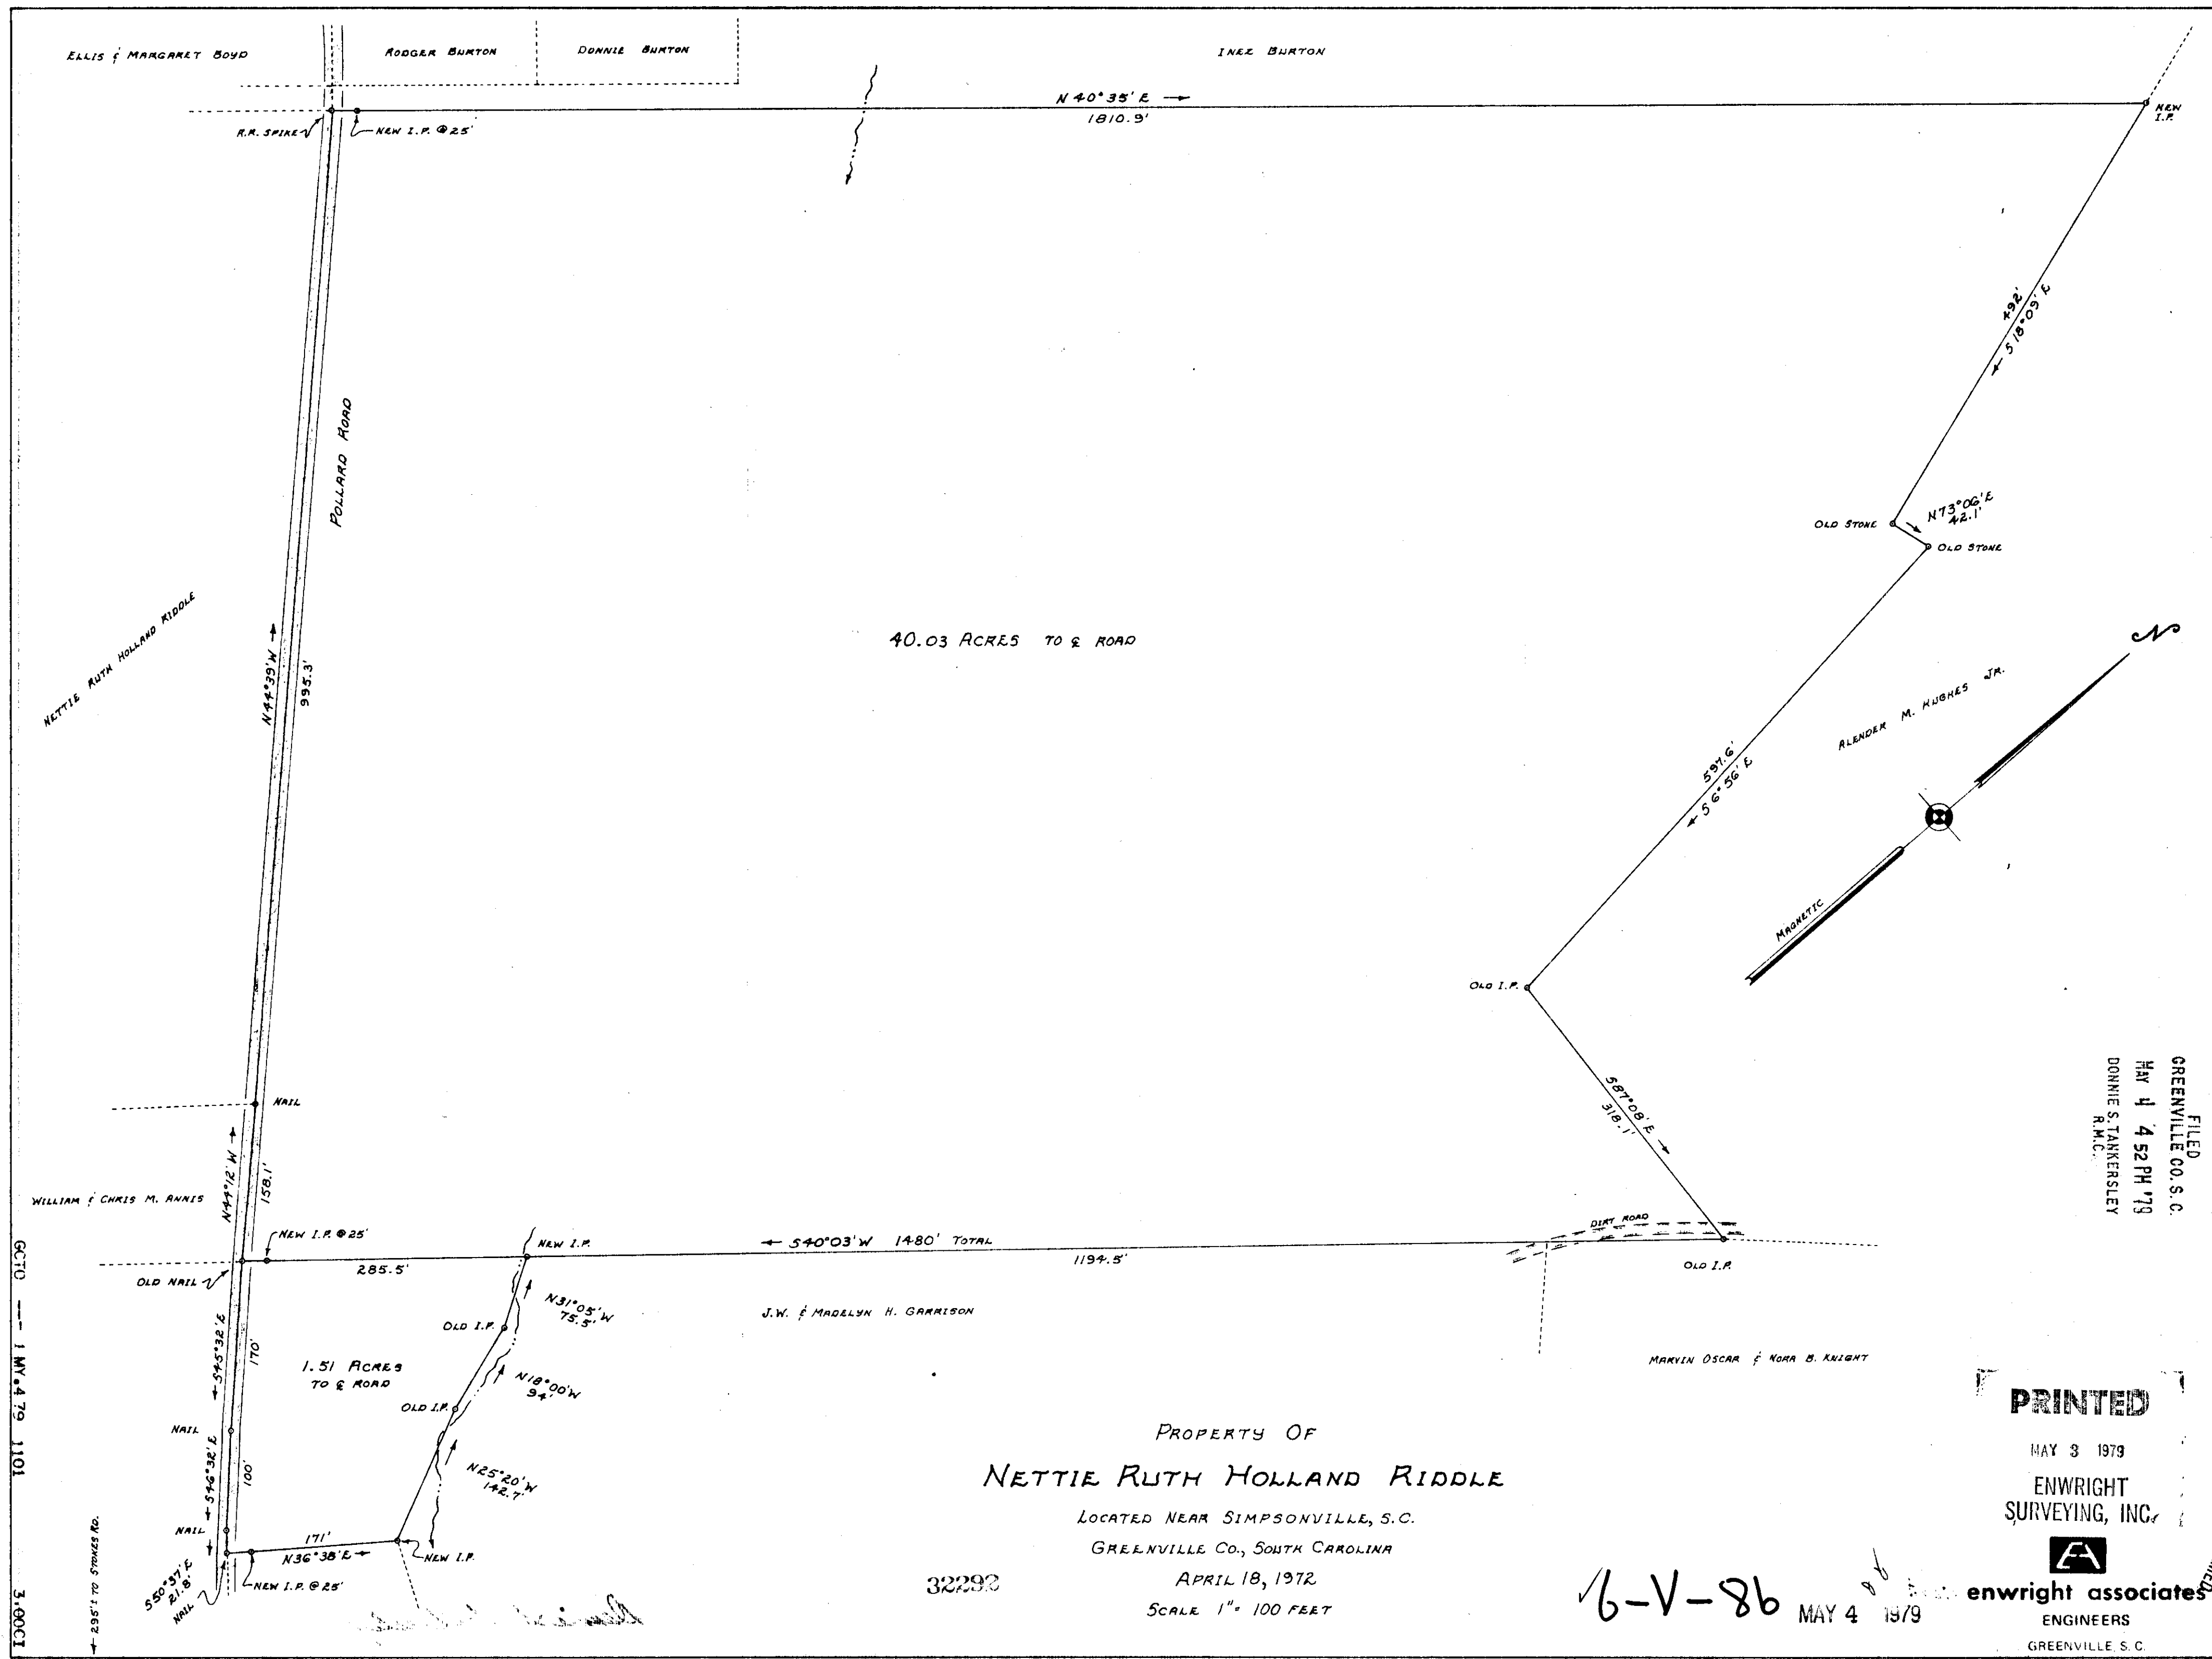 ELLIS & MARGARET BOYD
RODGER BURTON
DONNIE BURTON
INEZ BURTON
N 40°35' E
1810.9'
R.R. SPIKE
NEW I.P. @ 25'
NEW
I.P.
492'
S 18°09' E
POLLARD ROAD
OLD STONE
N73°06'E
42.1'
OLD STONE
NETTIE RUTH HOLLAND RIDDLE
N44°39'W
995.3'
40.03 ACRES TO ℄ ROAD
N
ALENDER M. HUGHES JR.
597.6'
S 6°56' E
MAGNETIC
OLD I.P.
S87°08'E
318.1'
FILED
GREENVILLE CO. S. C.
MAY 4 4 52 PM '79
DONNIE S. TANKERSLEY
R.M.C.
NAIL
N44°12'W
158.1'
WILLIAM & CHRIS M. ANNIS
NEW I.P. @ 25'
NEW I.P.
S40°03'W 1480' TOTAL
DIRT ROAD
285.5'
1194.5'
OLD NAIL
OLD I.P.
N31°05'W
75.5'
J.W. & MADELYN H. GARRISON
OLD I.P.
S45°32'E
170'
1.51 ACRES
TO ℄ ROAD
N18°00'W
94'
MARVIN OSCAR & NORA B. KNIGHT
OLD I.P.
NAIL
S46°32'E
100'
N25°20'W
142.7'
NAIL
171'
N36°38'E
NEW I.P.
NEW I.P. @ 25'
S50°37'E
21.8'
NAIL
295'± TO STOKES RD.
PROPERTY OF
NETTIE RUTH HOLLAND RIDDLE
LOCATED NEAR SIMPSONVILLE, S.C.
GREENVILLE CO., SOUTH CAROLINA
APRIL 18, 1972
SCALE 1"= 100 FEET
32292
6-V-86
MAY 4 1979
PRINTED
MAY 3 1979
ENWRIGHT
SURVEYING, INC.
EA
enwright associates
ENGINEERS
GREENVILLE, S. C.
GCTO --- 1 MY.4 79 1101 3.00CI